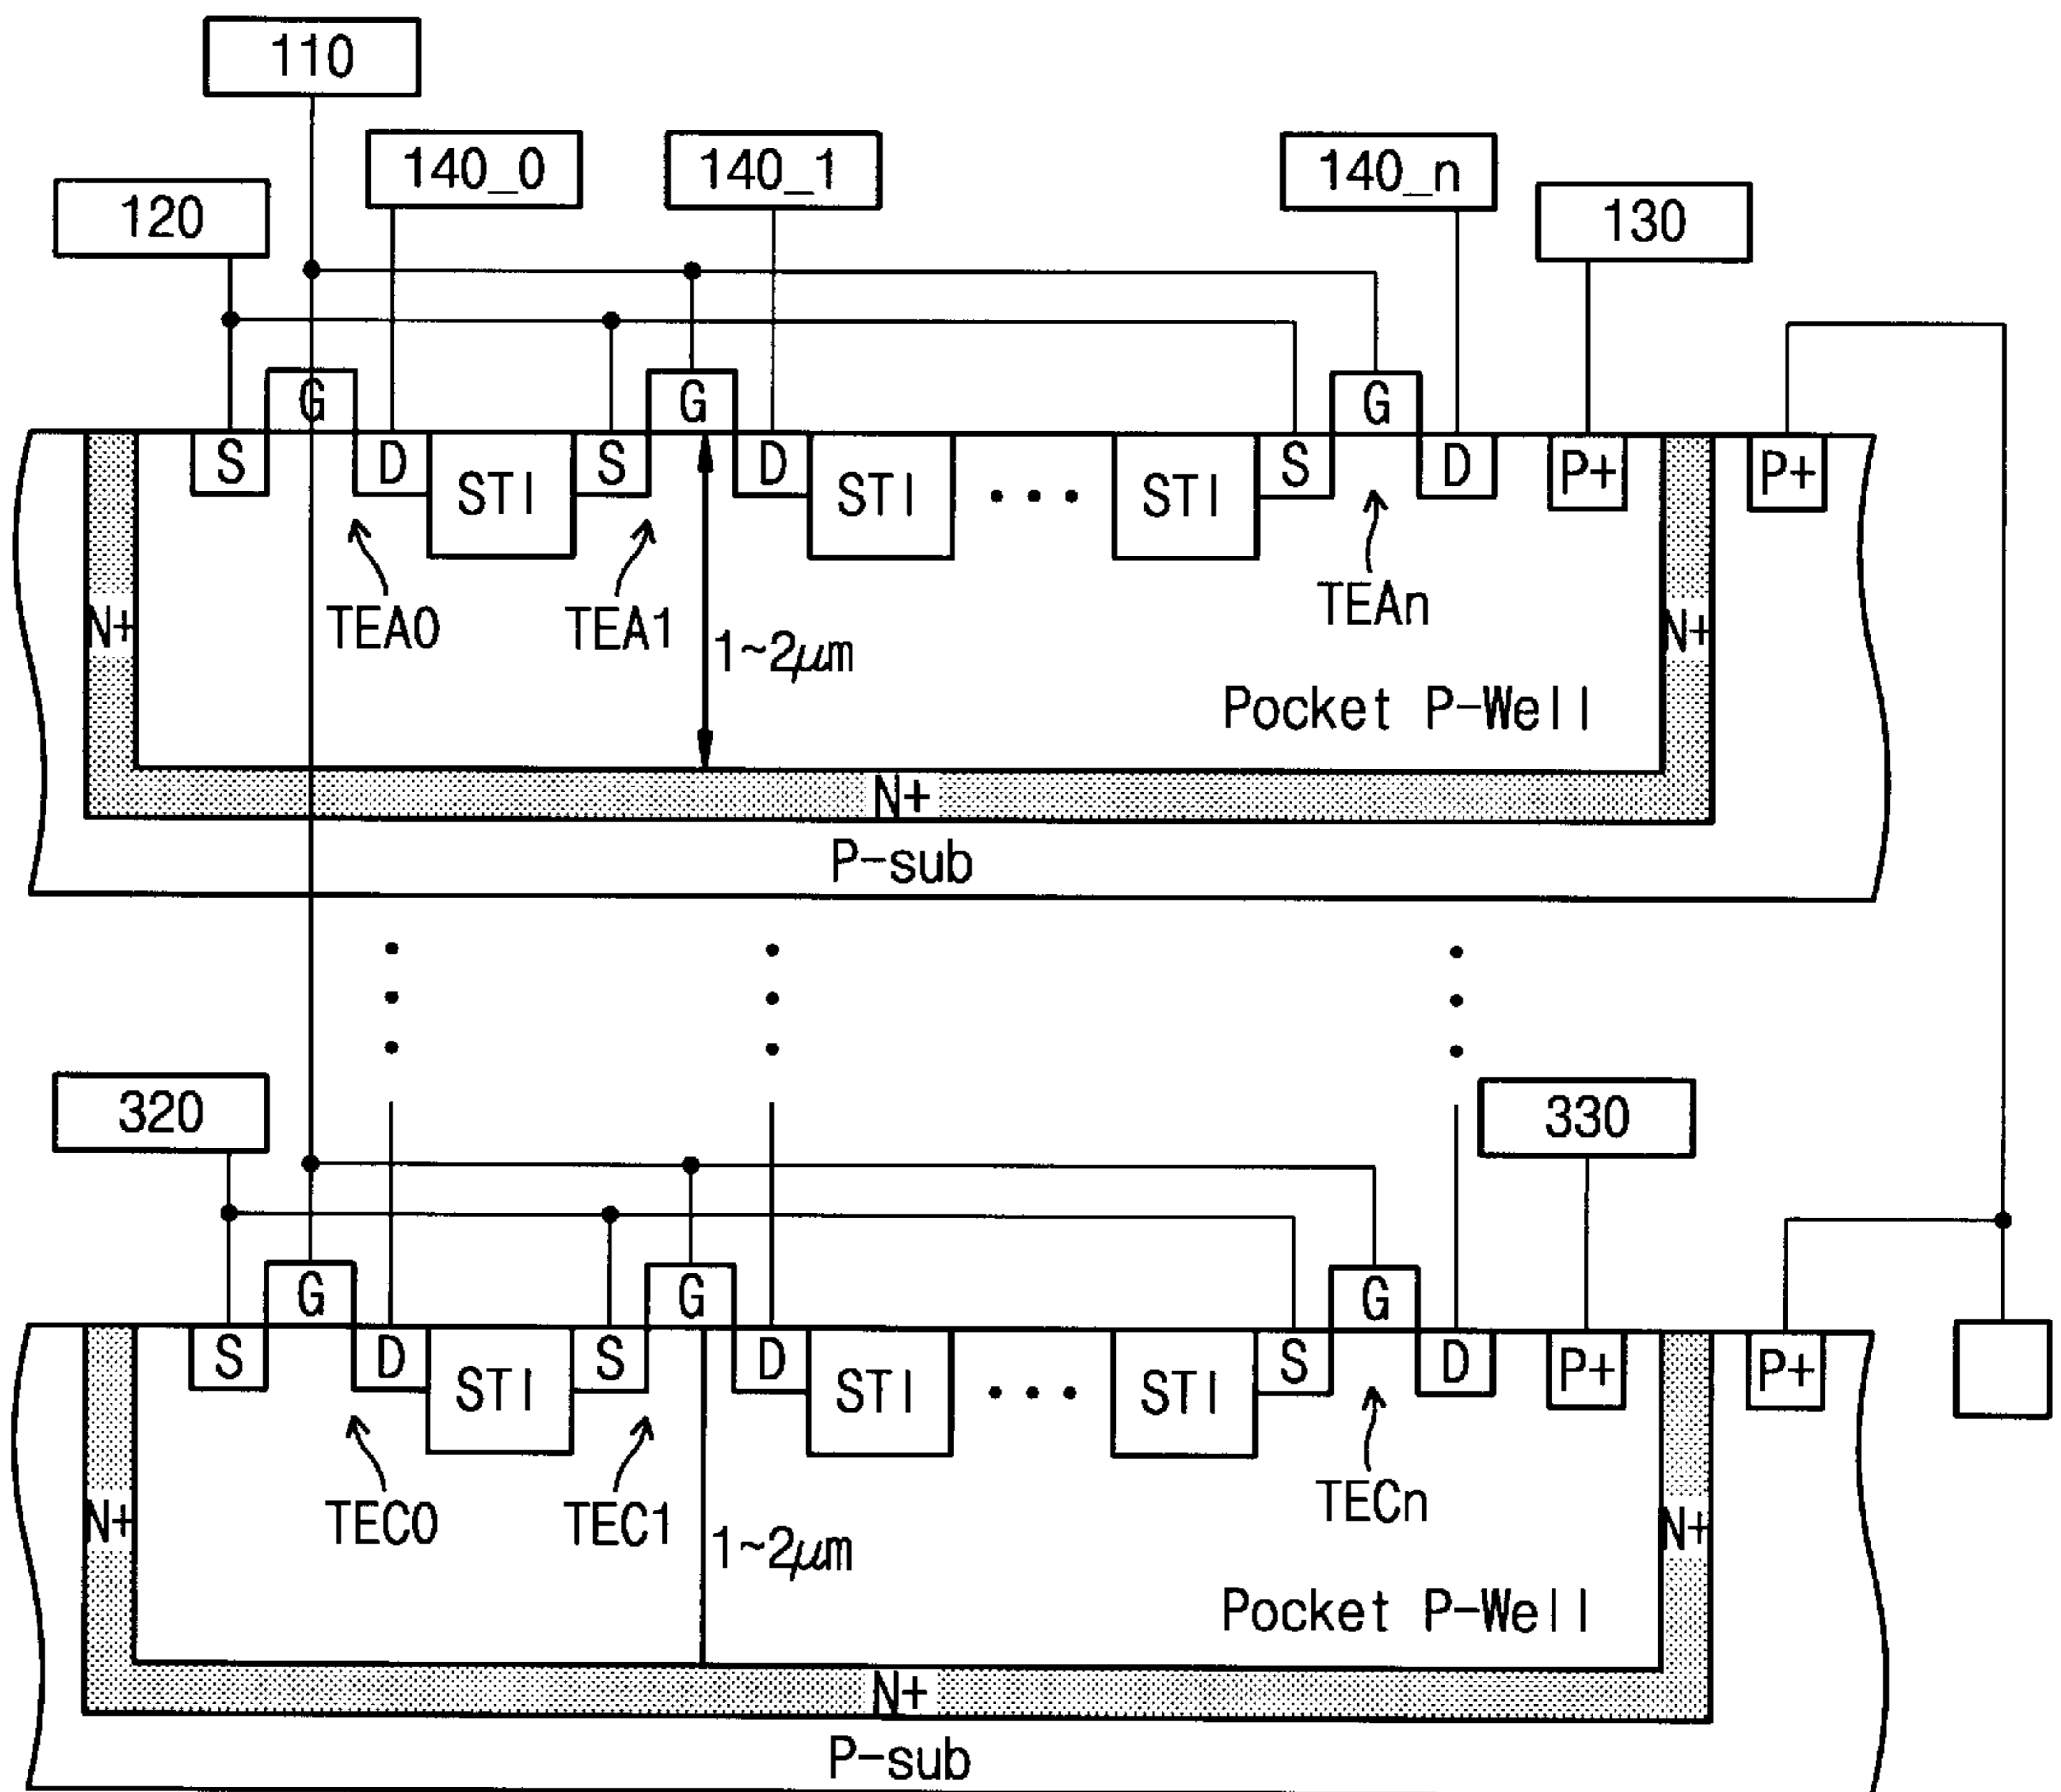 110
140_0 140_1 140_n
120 130
G G G
S D STI S D STI STI S D P+ P+
TEA0 TEA1 TEAn
N+ 1~2μm N+
Pocket P-Well
N+
P-sub
320 330
G G G
S D STI S D STI STI S D P+ P+
TEC0 TEC1 TECn
N+ 1~2μm N+
Pocket P-Well
N+
P-sub